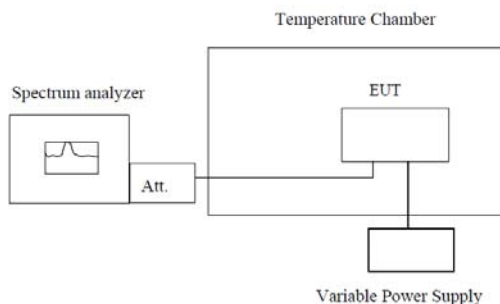 Temperature Chamber
Spectrum analyzer
EUT
Att.
Variable Power Supply